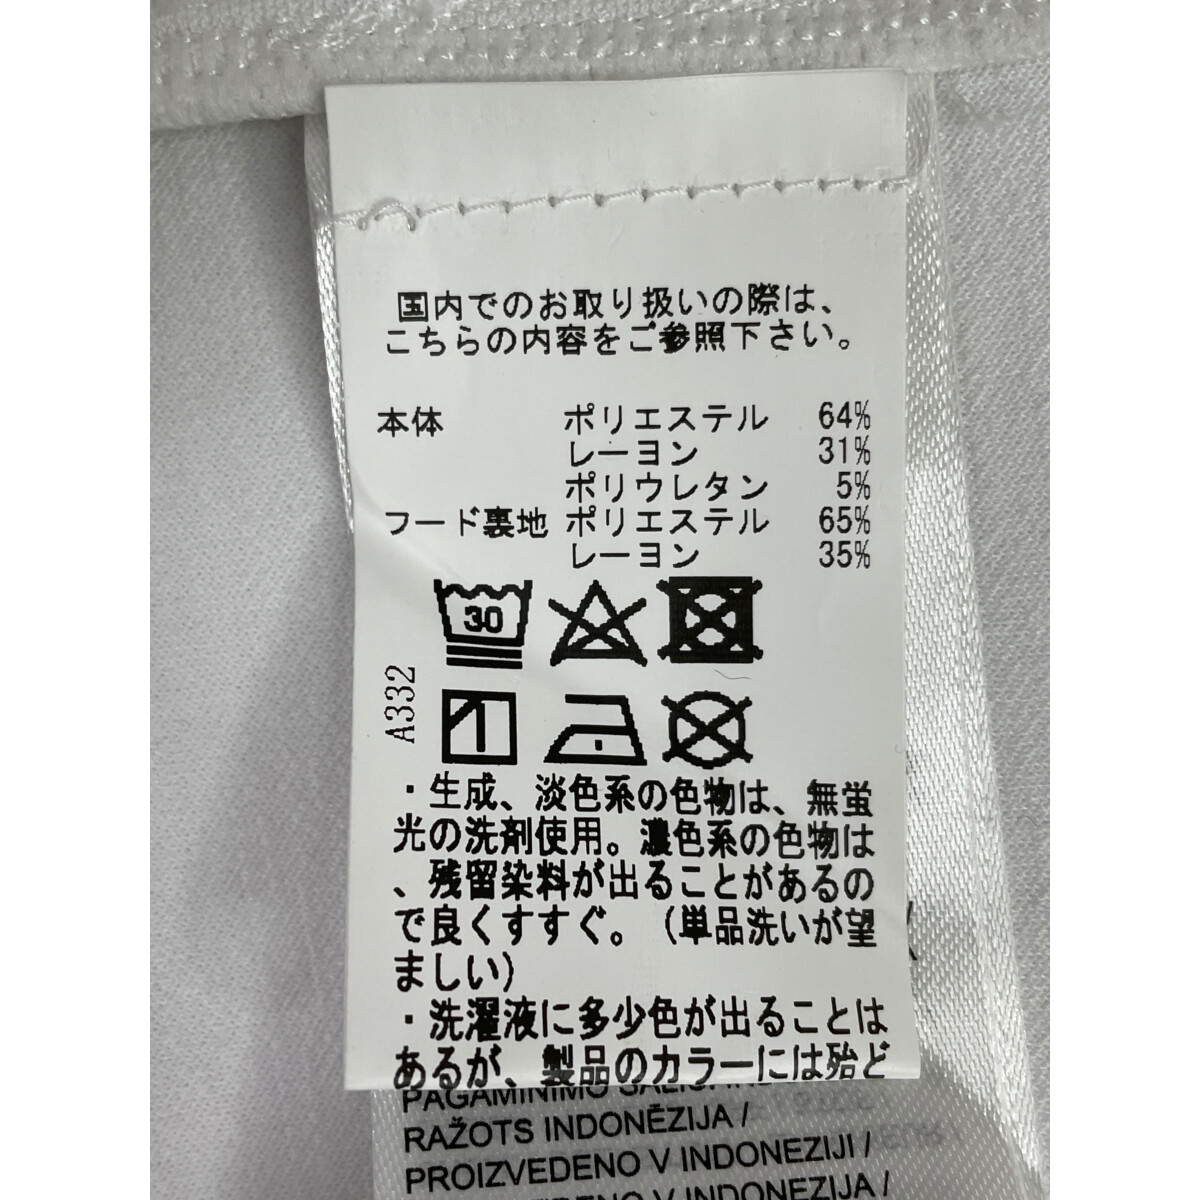 国内でのお取り扱いの際は、
こちらの内容をご参照下さい。
本体 ポリエステル 64%
レーヨン 31%
ポリウレタン 5%
フード裏地 ポリエステル 65%
レーヨン 35%
30
A332
・生成、淡色系の色物は、無蛍
光の洗剤使用。濃色系の色物は
、残留染料が出ることがあるの
で良くすすぐ。(単品洗いが望
ましい)
・洗濯液に多少色が出ることは
あるが、製品のカラーには殆ど
PAGAMINIMO
RAŽOTS INDONĒZIJA /
PROIZVEDENO V INDONEZIJI /
V INDONEZIJA /